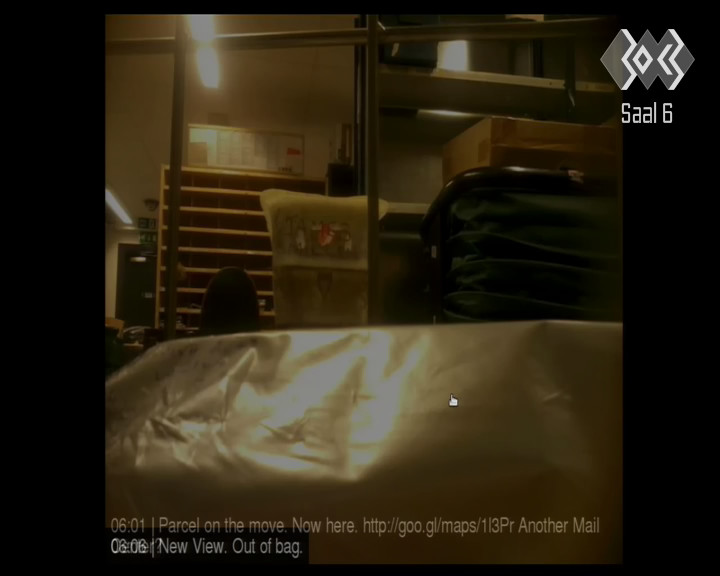 Saal 6
06:01 | Parcel on the move. Now here. http://goo.gl/maps/1l3Pr Another Mail
06:06 | New View. Out of bag.